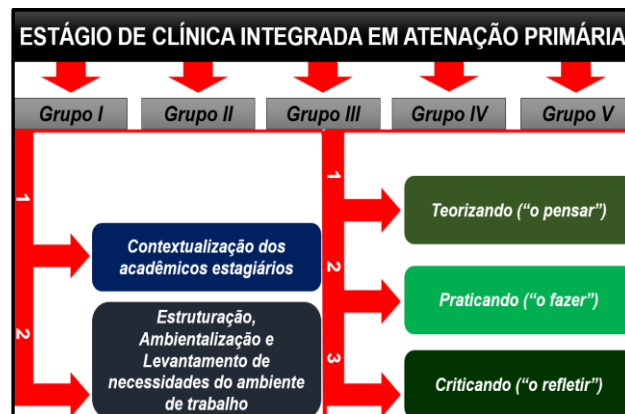 ESTÁGIO DE CLÍNICA INTEGRADA EM ATENAÇÃO PRIMÁRIA
Grupo I
Grupo II
Grupo III
Grupo IV
Grupo V
1
Contextualização dos
acadêmicos estagiários
2
Estruturação,
Ambientalização e
Levantamento de
necessidades do ambiente
de trabalho
1
Teorizando (“o pensar”)
2
Praticando (“o fazer”)
3
Criticando (“o refletir”)